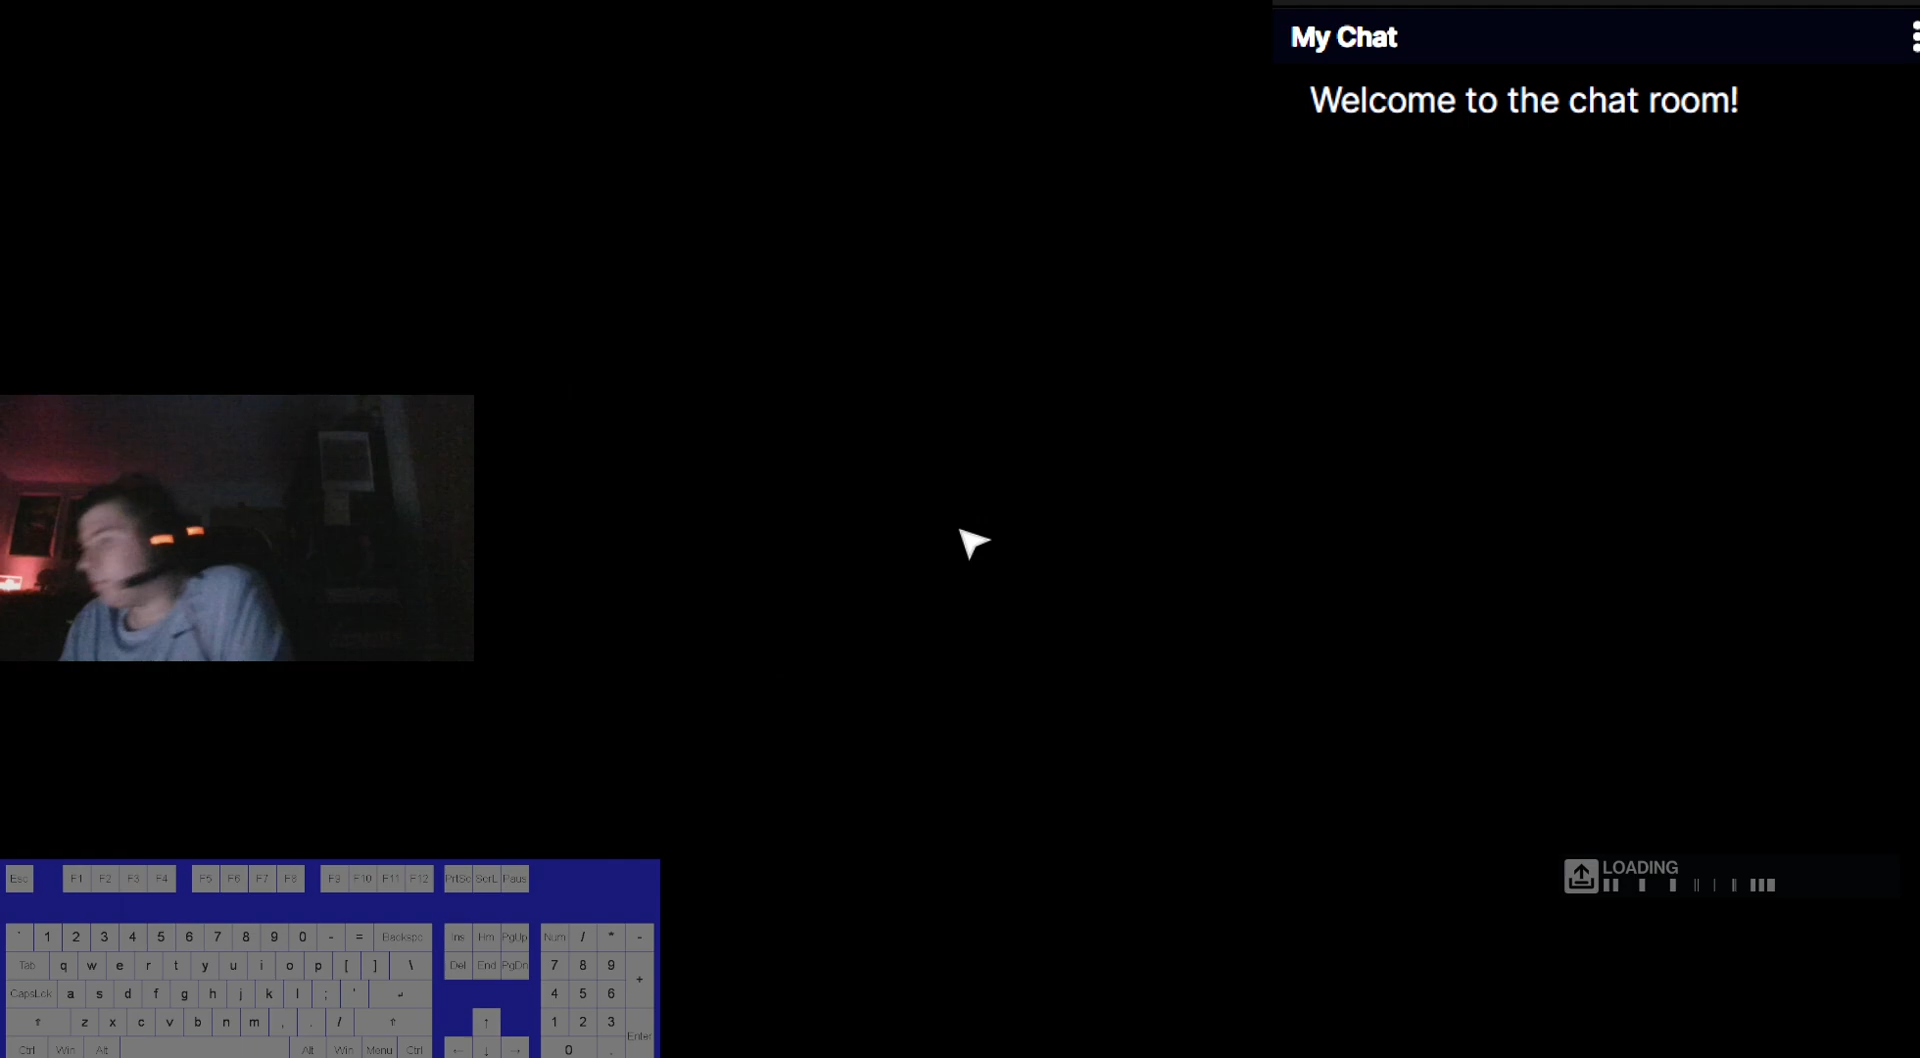 My Chat
Welcome to the chat room!
LOADING
Esc F1 F2 F3 F4 F5 F6 F7 F8 F9 F10 F11 F12 PrtSc ScrL Paus
` 1 2 3 4 5 6 7 8 9 0 - = Backspc Ins Hm PgUp Num / * -
Tab q w e r t y u i o p [ ] \ Del End PgDn 7 8 9 +
CapsLck a s d f g h j k l ; ' ↵ 4 5 6
⇧ z x c v b n m , . / ⇧ ↑ 1 2 3 Enter
Ctrl Win Alt Alt Win Menu Ctrl ← ↓ → 0 .